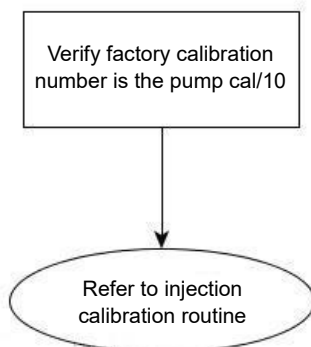 Verify factory calibration
number is the pump cal/10
Refer to injection
calibration routine